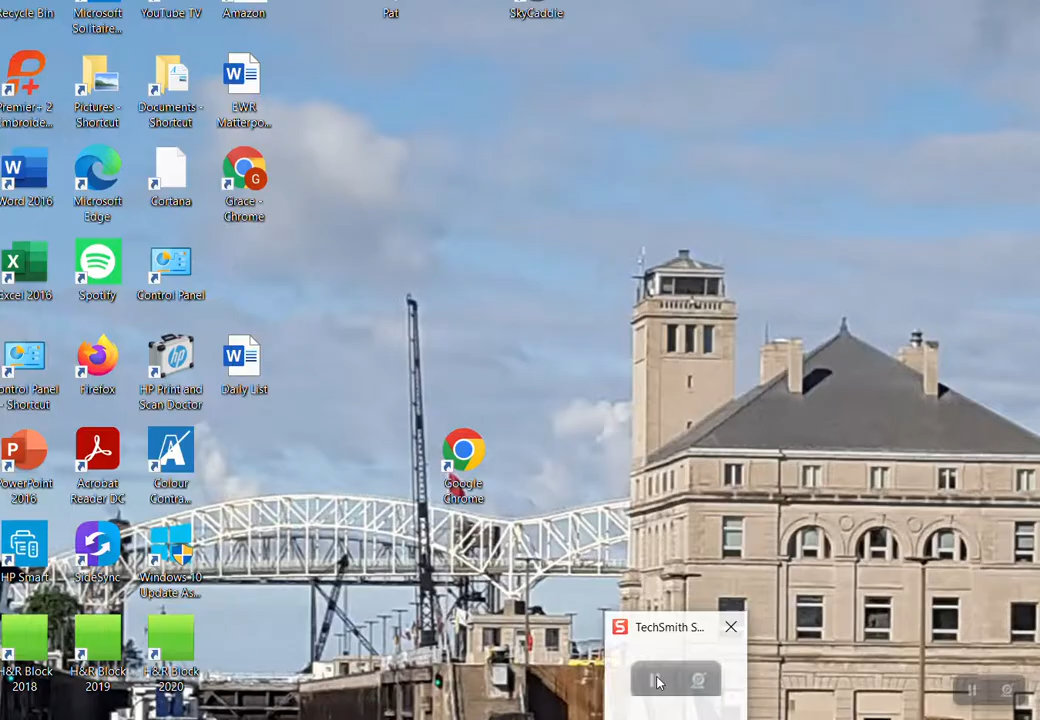 Recycle Bin
Microsoft
Solitaire...
YouTube TV
Amazon
Pat
SkyCaddie
Premier+ 2
Embroide...
Pictures -
Shortcut
Documents -
Shortcut
EWR
Matterpo...
Word 2016
Microsoft
Edge
Cortana
Grace -
Chrome
Excel 2016
Spotify
Control Panel
Control Panel
- Shortcut
Firefox
HP Print and
Scan Doctor
Daily List
PowerPoint
2016
Acrobat
Reader DC
Colour
Contra...
Google
Chrome
HP Smart
SideSync
Windows 10
Update As...
H&R Block
2018
H&R Block
2019
H&R Block
2020
TechSmith S...